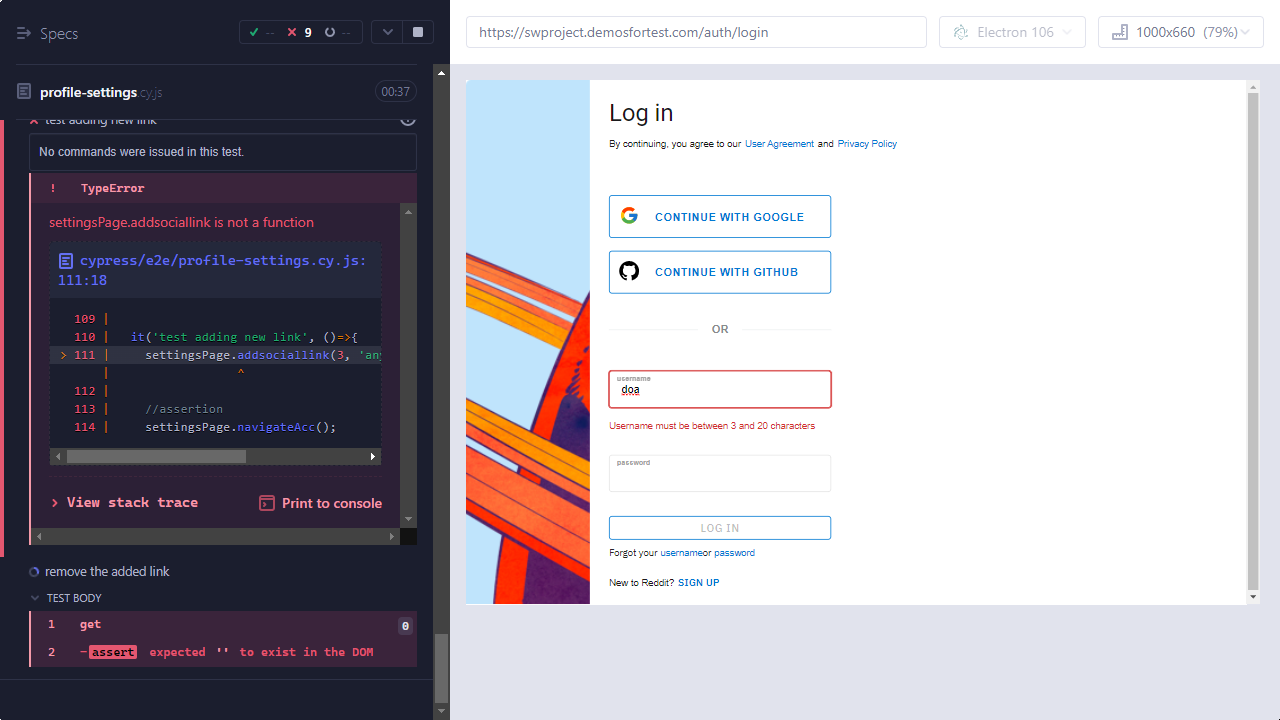 Specs
-- 9 --
https://swproject.demosfortest.com/auth/login
Electron 106
1000x660 (79%)
profile-settings.cy.js
00:37
test adding new link
No commands were issued in this test.
! TypeError
settingsPage.addsociallink is not a function
cypress/e2e/profile-settings.cy.js:
111:18
109 |
110 | it('test adding new link', ()=>{
> 111 | settingsPage.addsociallink(3, 'any
| ^
112 |
113 | //assertion
114 | settingsPage.navigateAcc();
> View stack trace
Print to console
remove the added link
TEST BODY
1 get 0
2 -assert expected '' to exist in the DOM
Log in
By continuing, you agree to our User Agreement and Privacy Policy
CONTINUE WITH GOOGLE
CONTINUE WITH GITHUB
OR
username
doa
Username must be between 3 and 20 characters
password
LOG IN
Forgot your usernameor password
New to Reddit? SIGN UP